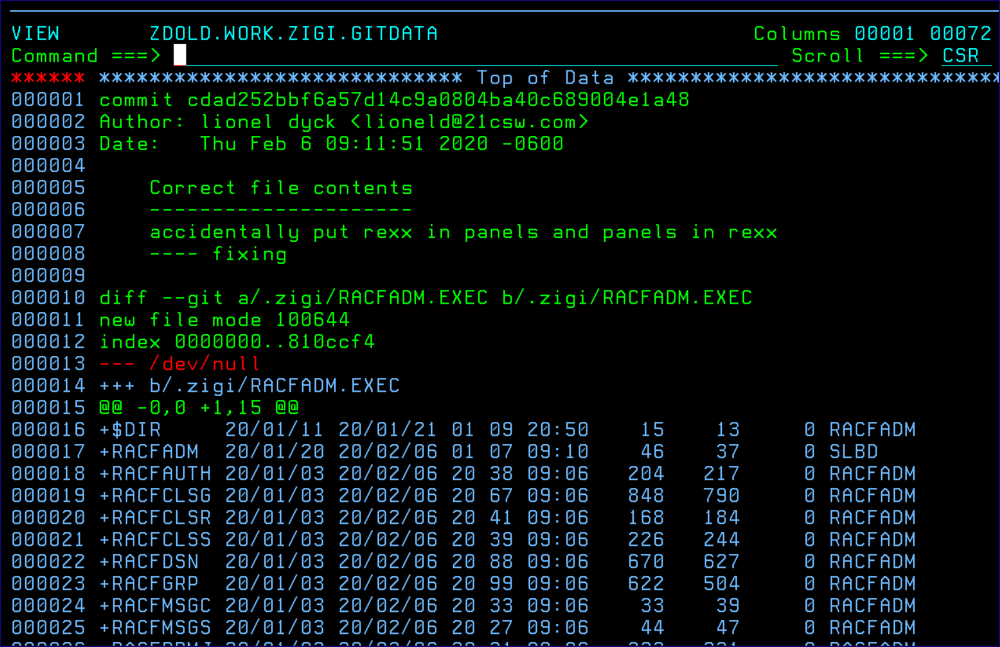 VIEW       ZDOLD.WORK.ZIGI.GITDATA                         Columns 00001 00072
Command ===>                                                  Scroll ===> CSR
****** ***************************** Top of Data ******************************
000001 commit cdad252bbf6a57d14c9a0804ba40c689004e1a48
000002 Author: lionel dyck <lioneld@21csw.com>
000003 Date:   Thu Feb 6 09:11:51 2020 -0600
000004
000005     Correct file contents
000006     ---------------------
000007     accidentally put rexx in panels and panels in rexx
000008     ---- fixing
000009
000010 diff --git a/.zigi/RACFADM.EXEC b/.zigi/RACFADM.EXEC
000011 new file mode 100644
000012 index 0000000..810ccf4
000013 --- /dev/null
000014 +++ b/.zigi/RACFADM.EXEC
000015 @@ -0,0 +1,15 @@
000016 +$DIR     20/01/11 20/01/21 01 09 20:50    15    13     0 RACFADM
000017 +RACFADM  20/01/20 20/02/06 01 07 09:10    46    37     0 SLBD
000018 +RACFAUTH 20/01/03 20/02/06 20 38 09:06   204   217     0 RACFADM
000019 +RACFCLSG 20/01/03 20/02/06 20 67 09:06   848   790     0 RACFADM
000020 +RACFCLSR 20/01/03 20/02/06 20 41 09:06   168   184     0 RACFADM
000021 +RACFCLSS 20/01/03 20/02/06 20 39 09:06   226   244     0 RACFADM
000022 +RACFDSN  20/01/03 20/02/06 20 88 09:06   670   627     0 RACFADM
000023 +RACFGRP  20/01/03 20/02/06 20 99 09:06   622   504     0 RACFADM
000024 +RACFMSGC 20/01/03 20/02/06 20 33 09:06    33    39     0 RACFADM
000025 +RACFMSGS 20/01/03 20/02/06 20 27 09:06    44    47     0 RACFADM